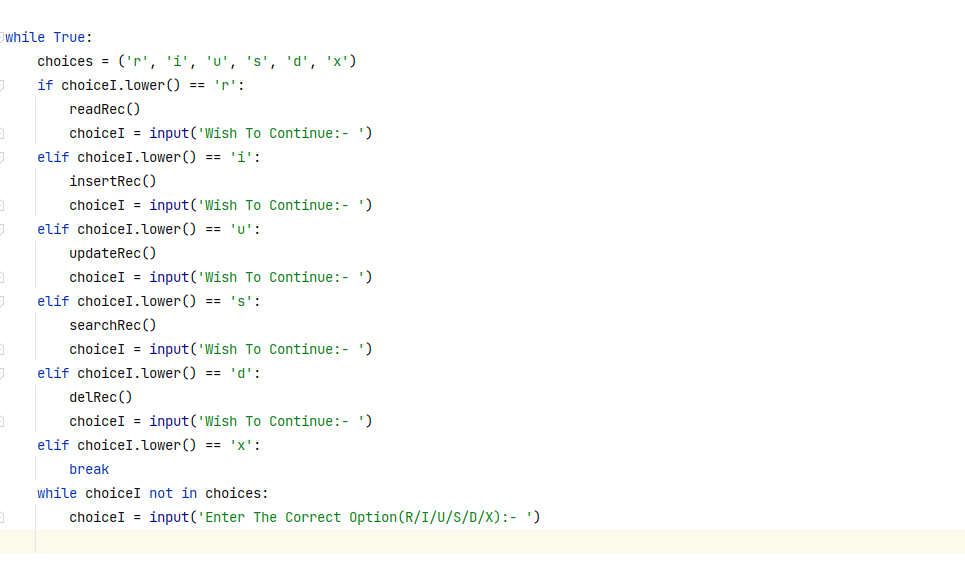 while True:
    choices = ('r', 'i', 'u', 's', 'd', 'x')
    if choiceI.lower() == 'r':
        readRec()
        choiceI = input('Wish To Continue:- ')
    elif choiceI.lower() == 'i':
        insertRec()
        choiceI = input('Wish To Continue:- ')
    elif choiceI.lower() == 'u':
        updateRec()
        choiceI = input('Wish To Continue:- ')
    elif choiceI.lower() == 's':
        searchRec()
        choiceI = input('Wish To Continue:- ')
    elif choiceI.lower() == 'd':
        delRec()
        choiceI = input('Wish To Continue:- ')
    elif choiceI.lower() == 'x':
        break
    while choiceI not in choices:
        choiceI = input('Enter The Correct Option(R/I/U/S/D/X):- ')